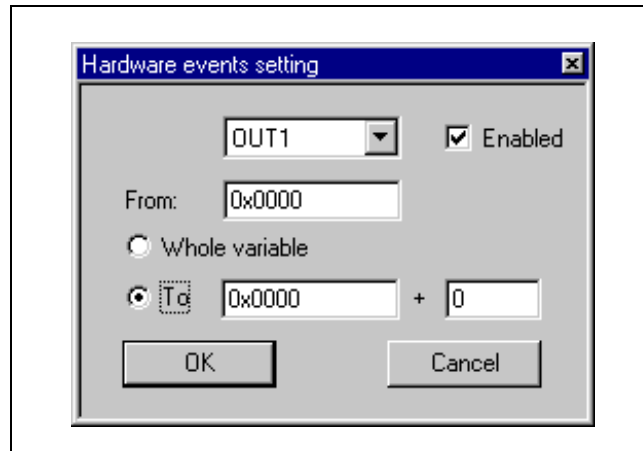 Hardware events setting
OUT1 Enabled
From: 0x0000
Whole variable
To 0x0000 + 0
OK Cancel